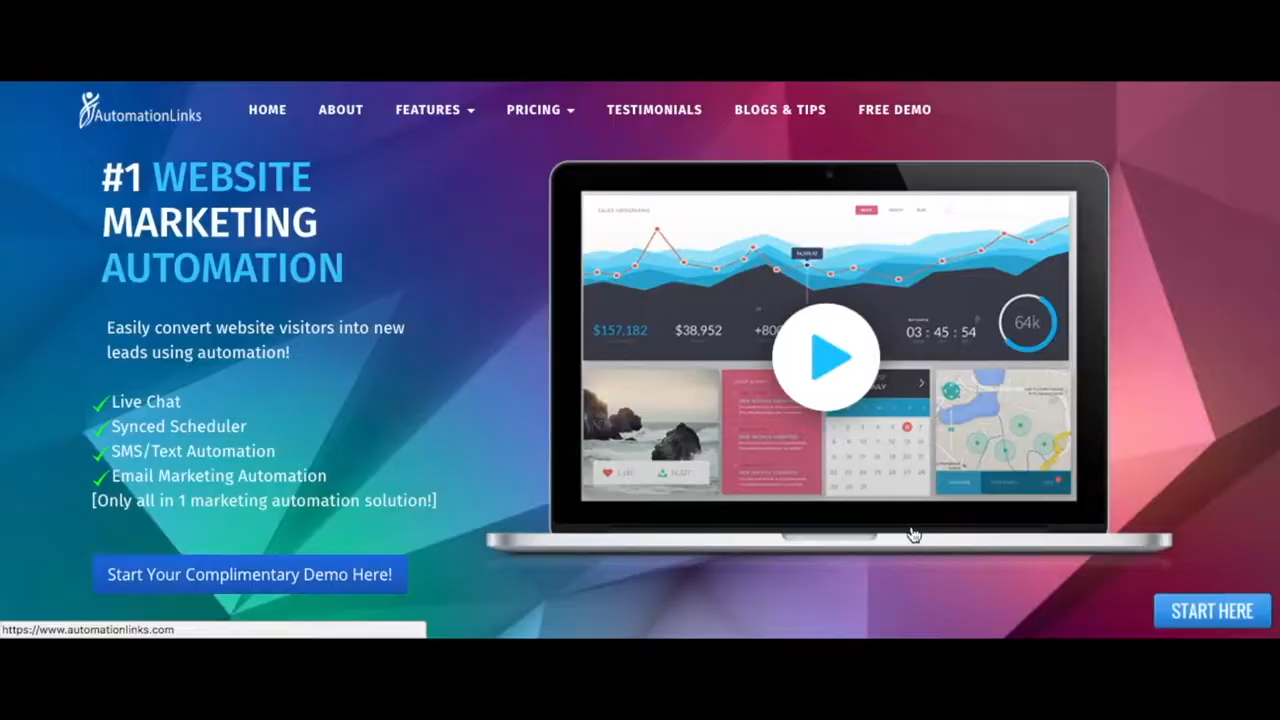 AutomationLinks
HOME
ABOUT
FEATURES
PRICING
TESTIMONIALS
BLOGS & TIPS
FREE DEMO
#1 WEBSITE
MARKETING
AUTOMATION
Easily convert website visitors into new
leads using automation!
Live Chat
Synced Scheduler
SMS/Text Automation
Email Marketing Automation
[Only all in 1 marketing automation solution!]
Start Your Complimentary Demo Here!
$157,182
$38,952
03 : 45 : 54
64k
START HERE
https://www.automationlinks.com